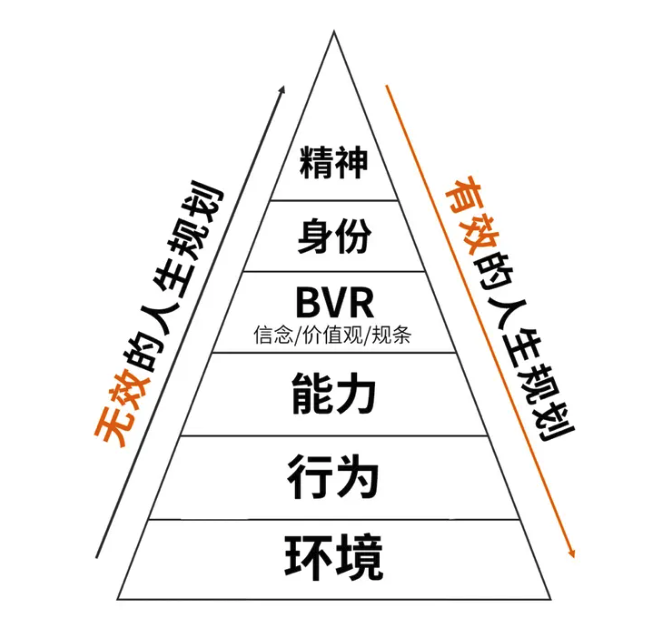 精神
身份
BVR
信念/价值观/规条
能力
行为
环境
无效的人生规划
有效的人生规划